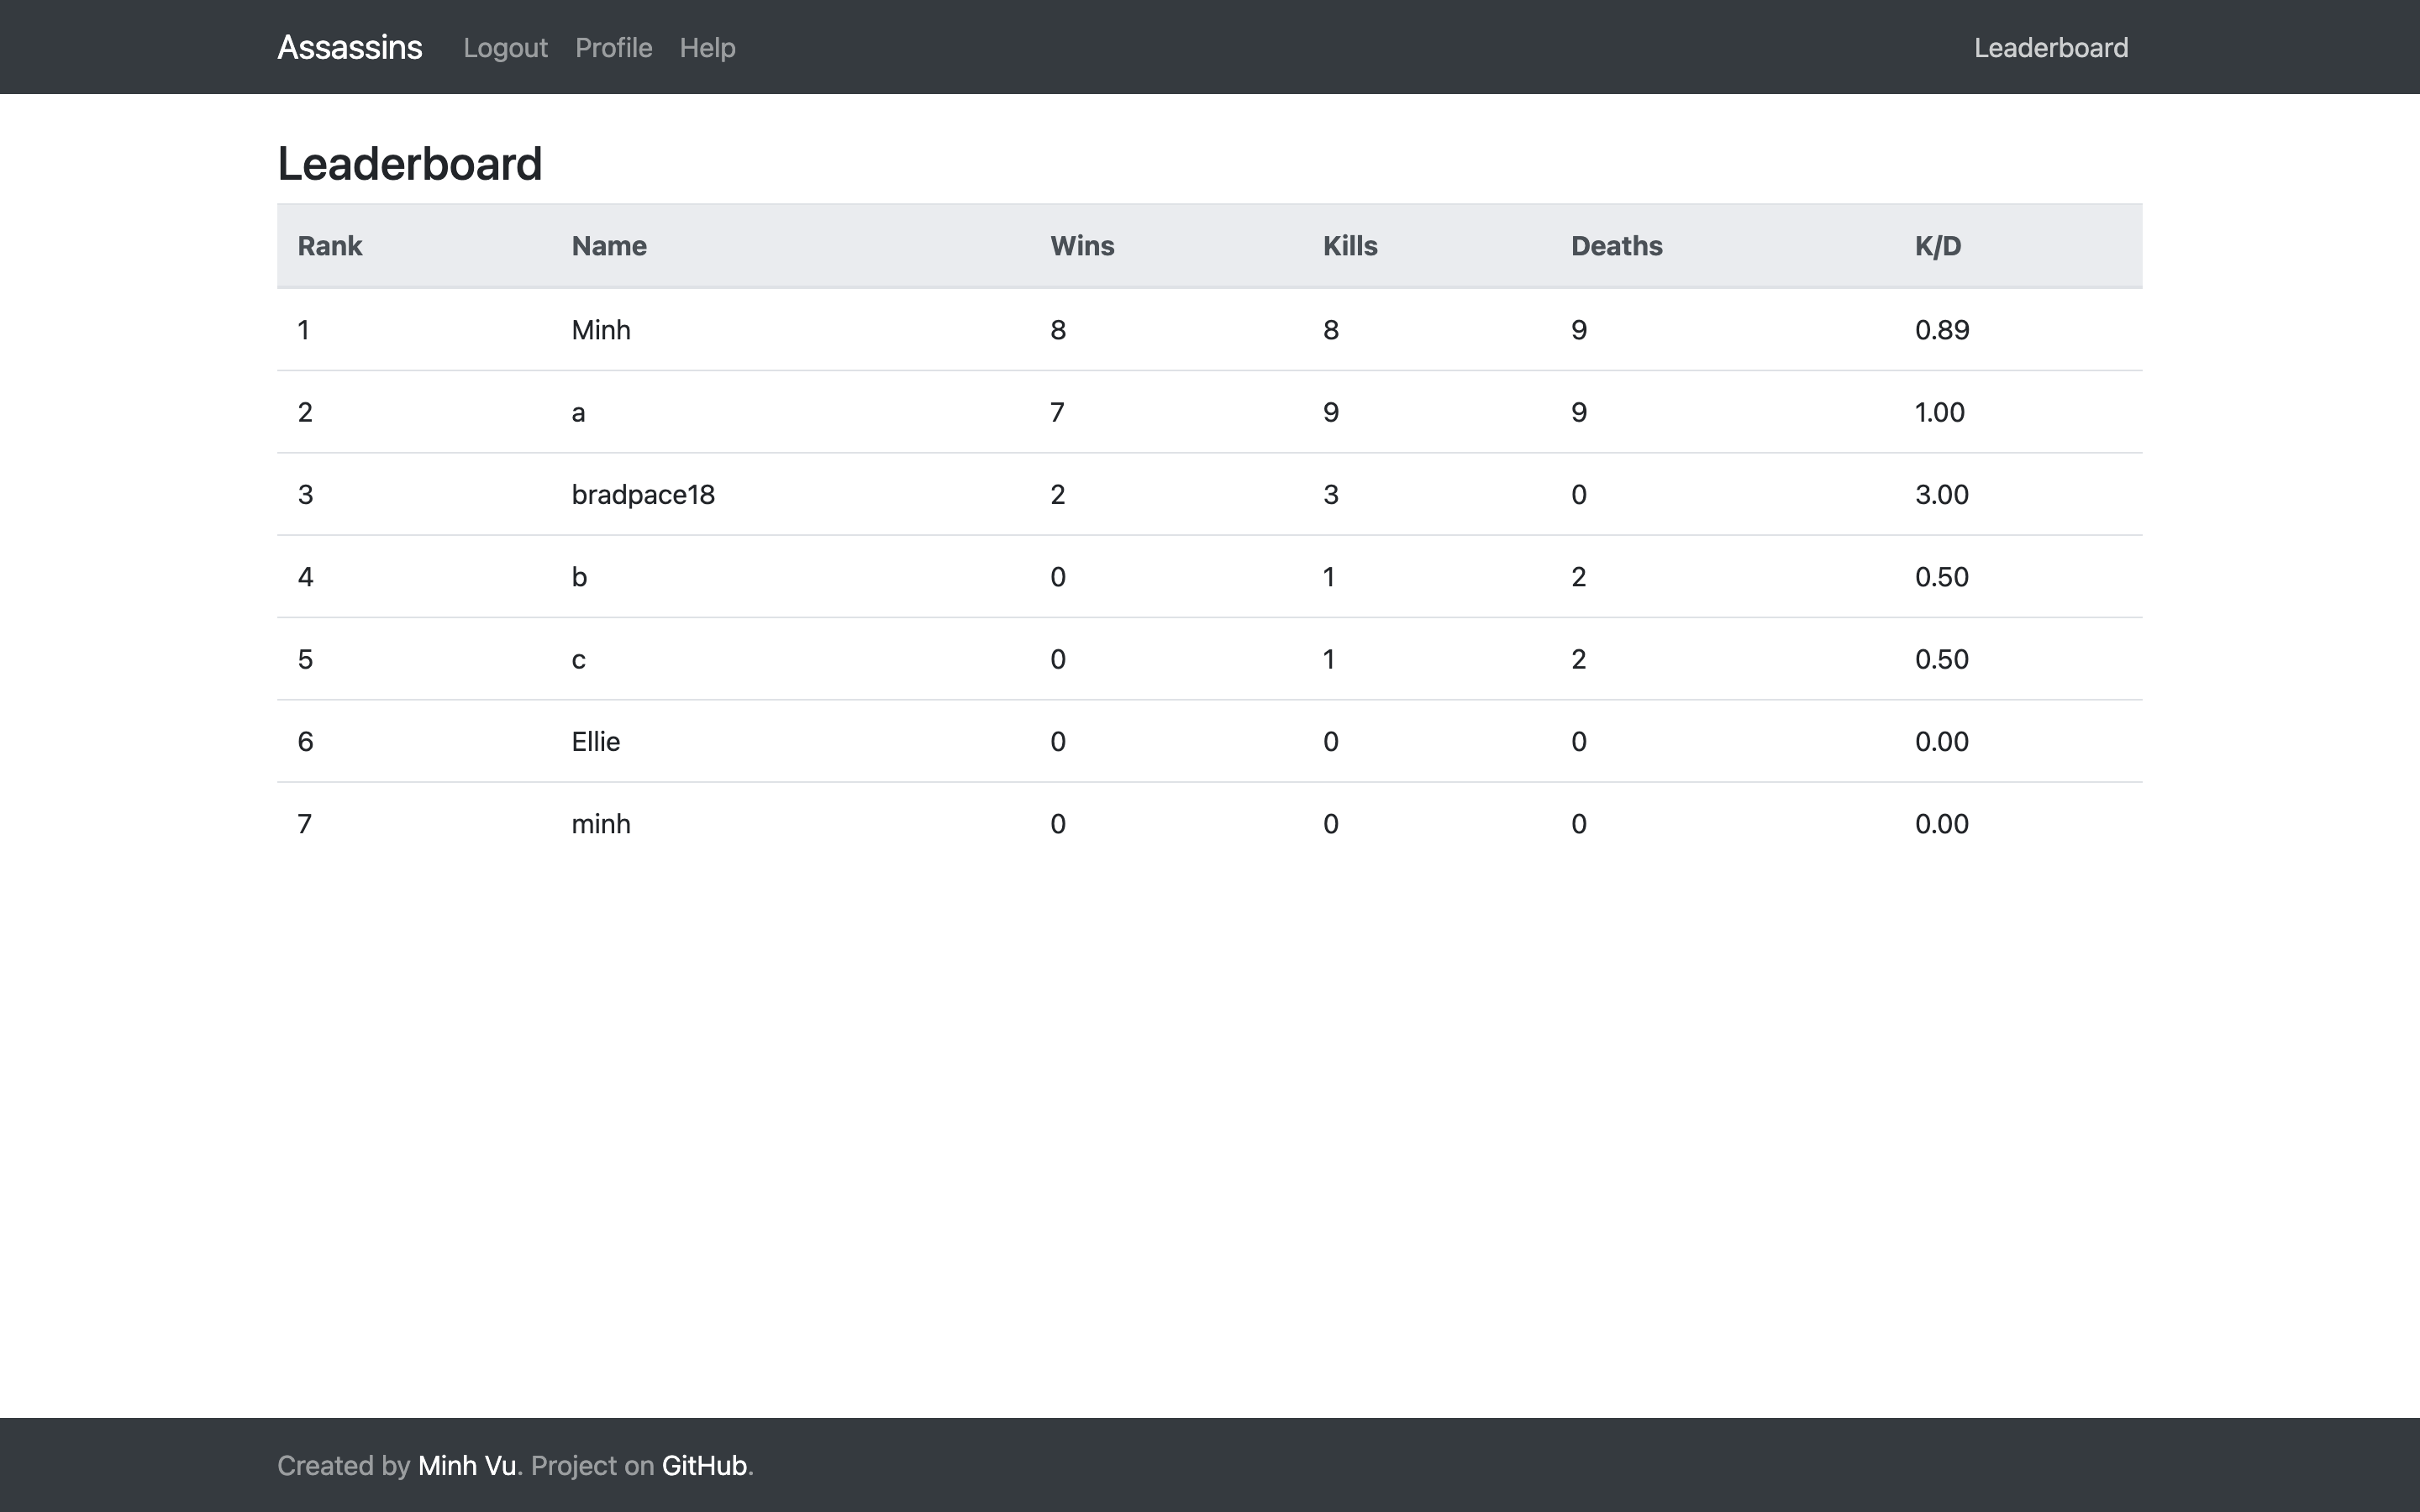 Assassins Logout Profile Help Leaderboard
Leaderboard
Rank Name Wins Kills Deaths K/D
1 Minh 8 8 9 0.89
2 a 7 9 9 1.00
3 bradpace18 2 3 0 3.00
4 b 0 1 2 0.50
5 c 0 1 2 0.50
6 Ellie 0 0 0 0.00
7 minh 0 0 0 0.00
Created by Minh Vu. Project on GitHub.